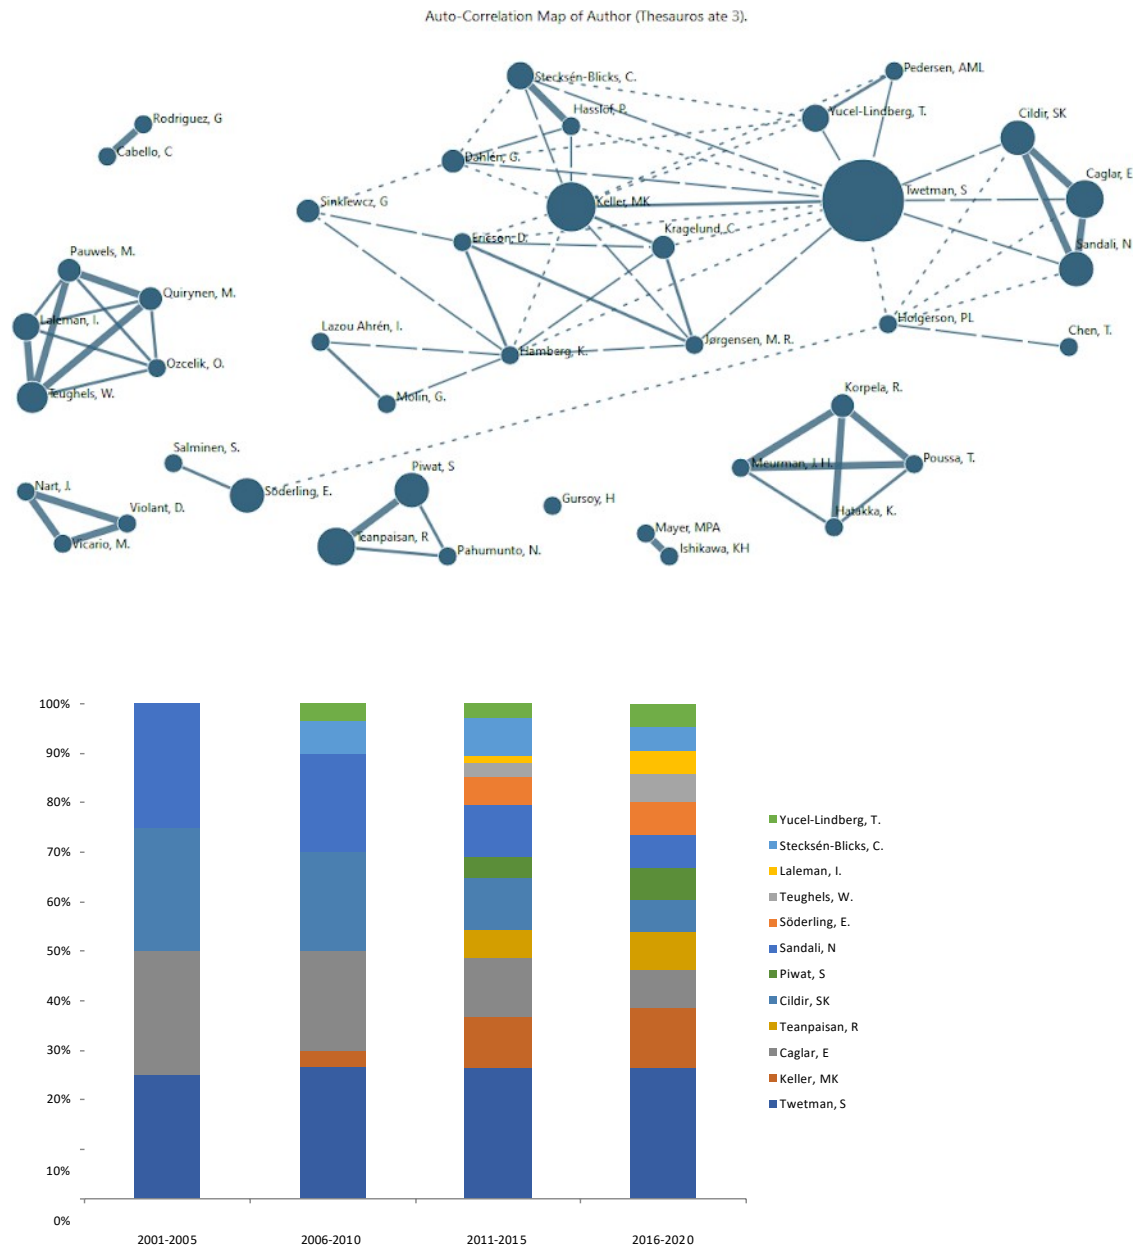 Auto-Correlation Map of Author (Thesauros ate 3).
Stecksén-Blicks, C.
Pedersen, AML
Hasslöf, P.
Yucel-Lindberg, T.
Cildir, SK
Rodriguez, G
Cabello, C
Dahlén, G.
Twetman, S
Caglar, E
Sinkiewcz, G
Keller, MK
Kragelund, C.
Ericson, D.
Sandali, N
Pauwels, M.
Quirynen, M.
Laleman, I.
Holgerson, PL
Lazou Ahrén, I.
Jørgensen, M. R.
Hamberg, K.
Chen, T.
Ozcelik, O.
Teughels, W.
Molin, G.
Korpela, R.
Salminen, S.
Piwat, S
Meurman, J. H.
Poussa, T.
Nart, J.
Söderling, E.
Violant, D.
Gursoy, H
Hatakka, K.
Vicario, M.
Teanpaisan, R
Pahumunto, N.
Mayer, MPA
Ishikawa, KH
100%
90%
80%
70%
60%
50%
40%
30%
20%
10%
0%
2001-2005
2006-2010
2011-2015
2016-2020
Yucel-Lindberg, T.
Stecksén-Blicks, C.
Laleman, I.
Teughels, W.
Söderling, E.
Sandali, N
Piwat, S
Cildir, SK
Teanpaisan, R
Caglar, E
Keller, MK
Twetman, S